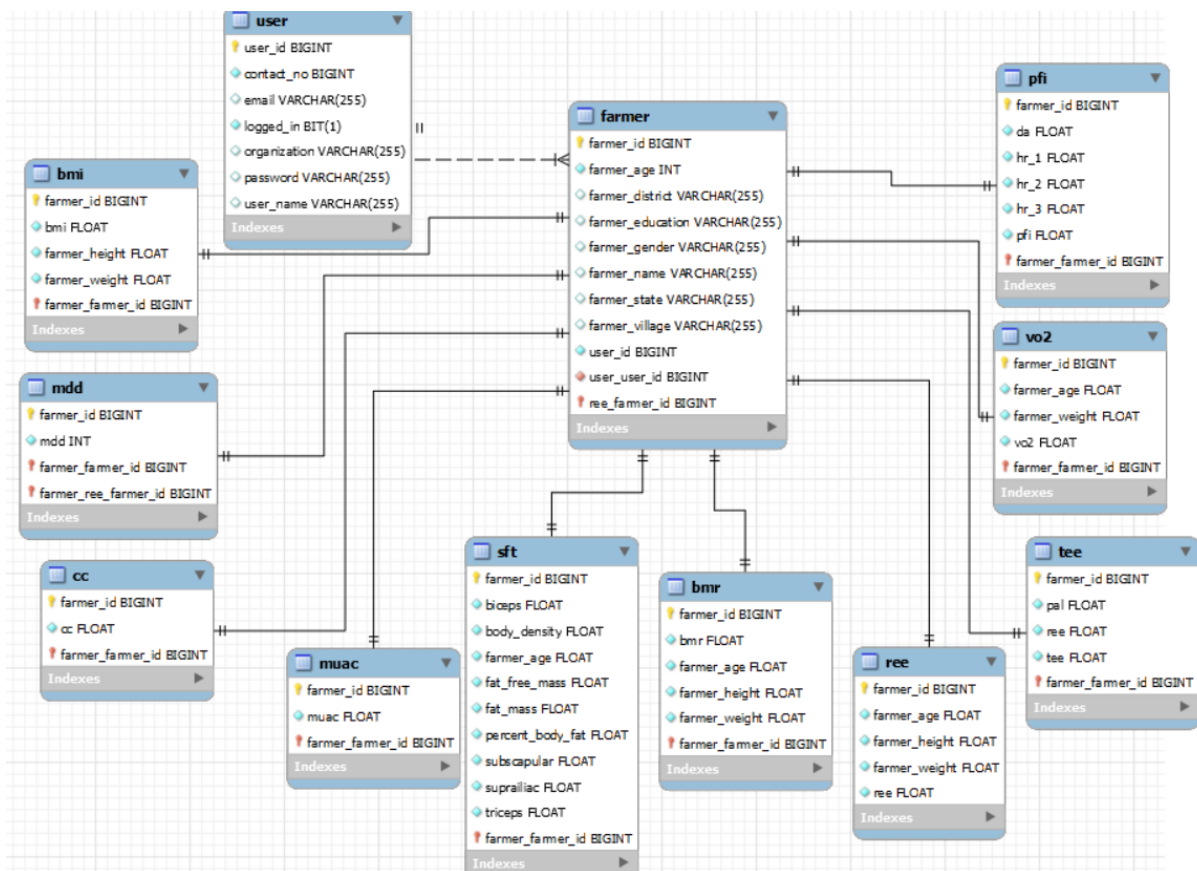 user
user_id BIGINT
contact_no BIGINT
email VARCHAR(255)
logged_in BIT(1)
organization VARCHAR(255)
password VARCHAR(255)
user_name VARCHAR(255)
Indexes
bmi
farmer_id BIGINT
bmi FLOAT
farmer_height FLOAT
farmer_weight FLOAT
farmer_farmer_id BIGINT
Indexes
mdd
farmer_id BIGINT
mdd INT
farmer_farmer_id BIGINT
farmer_ree_farmer_id BIGINT
Indexes
cc
farmer_id BIGINT
cc FLOAT
farmer_farmer_id BIGINT
Indexes
muac
farmer_id BIGINT
muac FLOAT
farmer_farmer_id BIGINT
Indexes
farmer
farmer_id BIGINT
farmer_age INT
farmer_district VARCHAR(255)
farmer_education VARCHAR(255)
farmer_gender VARCHAR(255)
farmer_name VARCHAR(255)
farmer_state VARCHAR(255)
farmer_village VARCHAR(255)
user_id BIGINT
user_user_id BIGINT
ree_farmer_id BIGINT
Indexes
sft
farmer_id BIGINT
biceps FLOAT
body_density FLOAT
farmer_age FLOAT
fat_free_mass FLOAT
fat_mass FLOAT
percent_body_fat FLOAT
subscapular FLOAT
suprailiac FLOAT
triceps FLOAT
farmer_farmer_id BIGINT
Indexes
bmr
farmer_id BIGINT
bmr FLOAT
farmer_age FLOAT
farmer_height FLOAT
farmer_weight FLOAT
farmer_farmer_id BIGINT
Indexes
pfi
farmer_id BIGINT
da FLOAT
hr_1 FLOAT
hr_2 FLOAT
hr_3 FLOAT
pfi FLOAT
farmer_farmer_id BIGINT
Indexes
vo2
farmer_id BIGINT
farmer_age FLOAT
farmer_weight FLOAT
vo2 FLOAT
farmer_farmer_id BIGINT
Indexes
tee
farmer_id BIGINT
pal FLOAT
ree FLOAT
tee FLOAT
farmer_farmer_id BIGINT
Indexes
ree
farmer_id BIGINT
farmer_age FLOAT
farmer_height FLOAT
farmer_weight FLOAT
ree FLOAT
Indexes